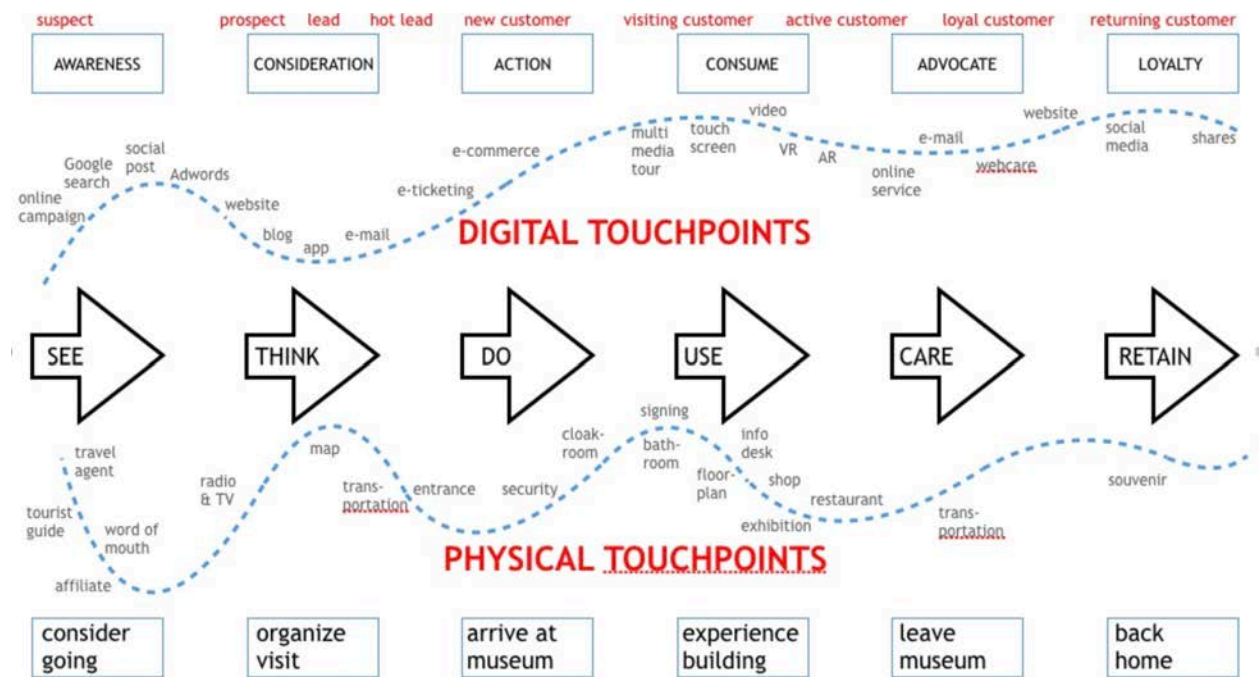 suspect prospect lead hot lead new customer visiting customer active customer loyal customer returning customer
AWARENESS CONSIDERATION ACTION CONSUME ADVOCATE LOYALTY
online
campaign
Google
search
social
post
Adwords
website
blog
app
e-mail
e-ticketing
e-commerce
multi
media
tour
touch
screen
video
VR
AR
online
service
e-mail
webcare
website
social
media
shares
DIGITAL TOUCHPOINTS
SEE THINK DO USE CARE RETAIN
travel
agent
tourist
guide
word of
mouth
affiliate
radio
& TV
map
trans-
portation
entrance
security
cloak-
room
signing
bath-
room
floor-
plan
info
desk
shop
exhibition
restaurant
trans-
portation
souvenir
PHYSICAL TOUCHPOINTS
consider
going
organize
visit
arrive at
museum
experience
building
leave
museum
back
home